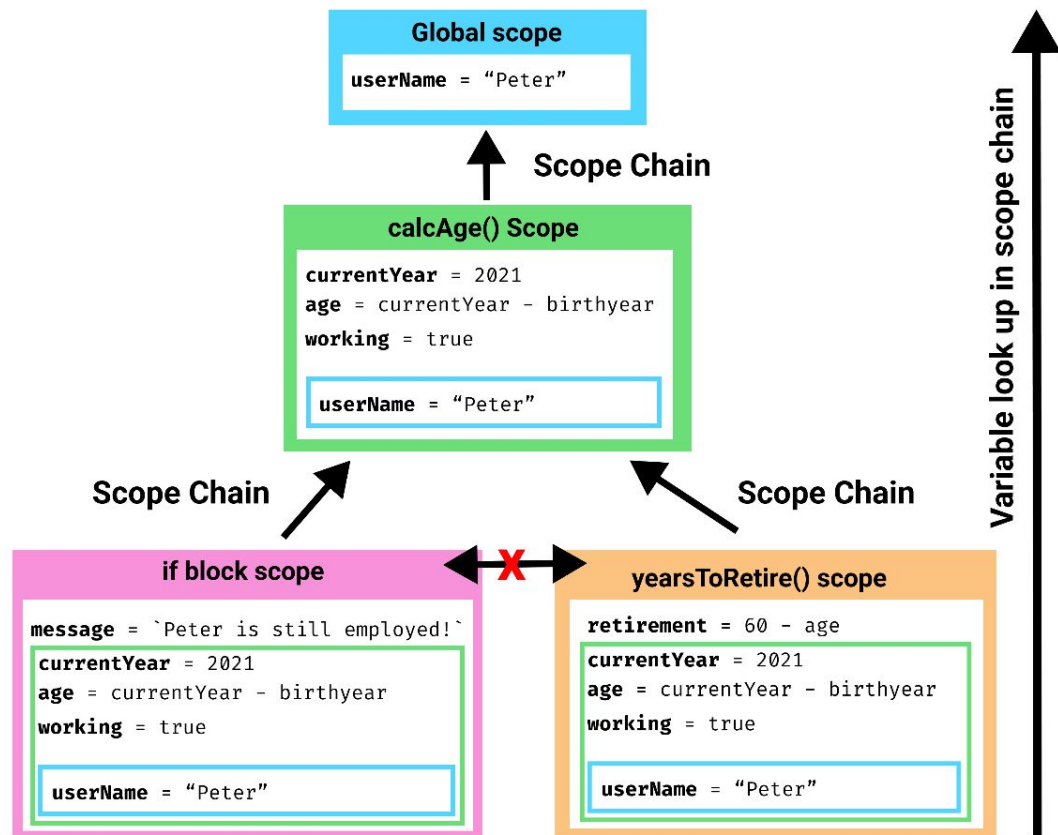 Global scope
userName = “Peter”
Scope Chain
calcAge() Scope
currentYear = 2021
age = currentYear - birthyear
working = true
userName = “Peter”
Scope Chain
Scope Chain
if block scope
X
yearsToRetire() scope
message = `Peter is still employed!`
currentYear = 2021
age = currentYear - birthyear
working = true
userName = “Peter”
retirement = 60 - age
currentYear = 2021
age = currentYear - birthyear
working = true
userName = “Peter”
Variable look up in scope chain